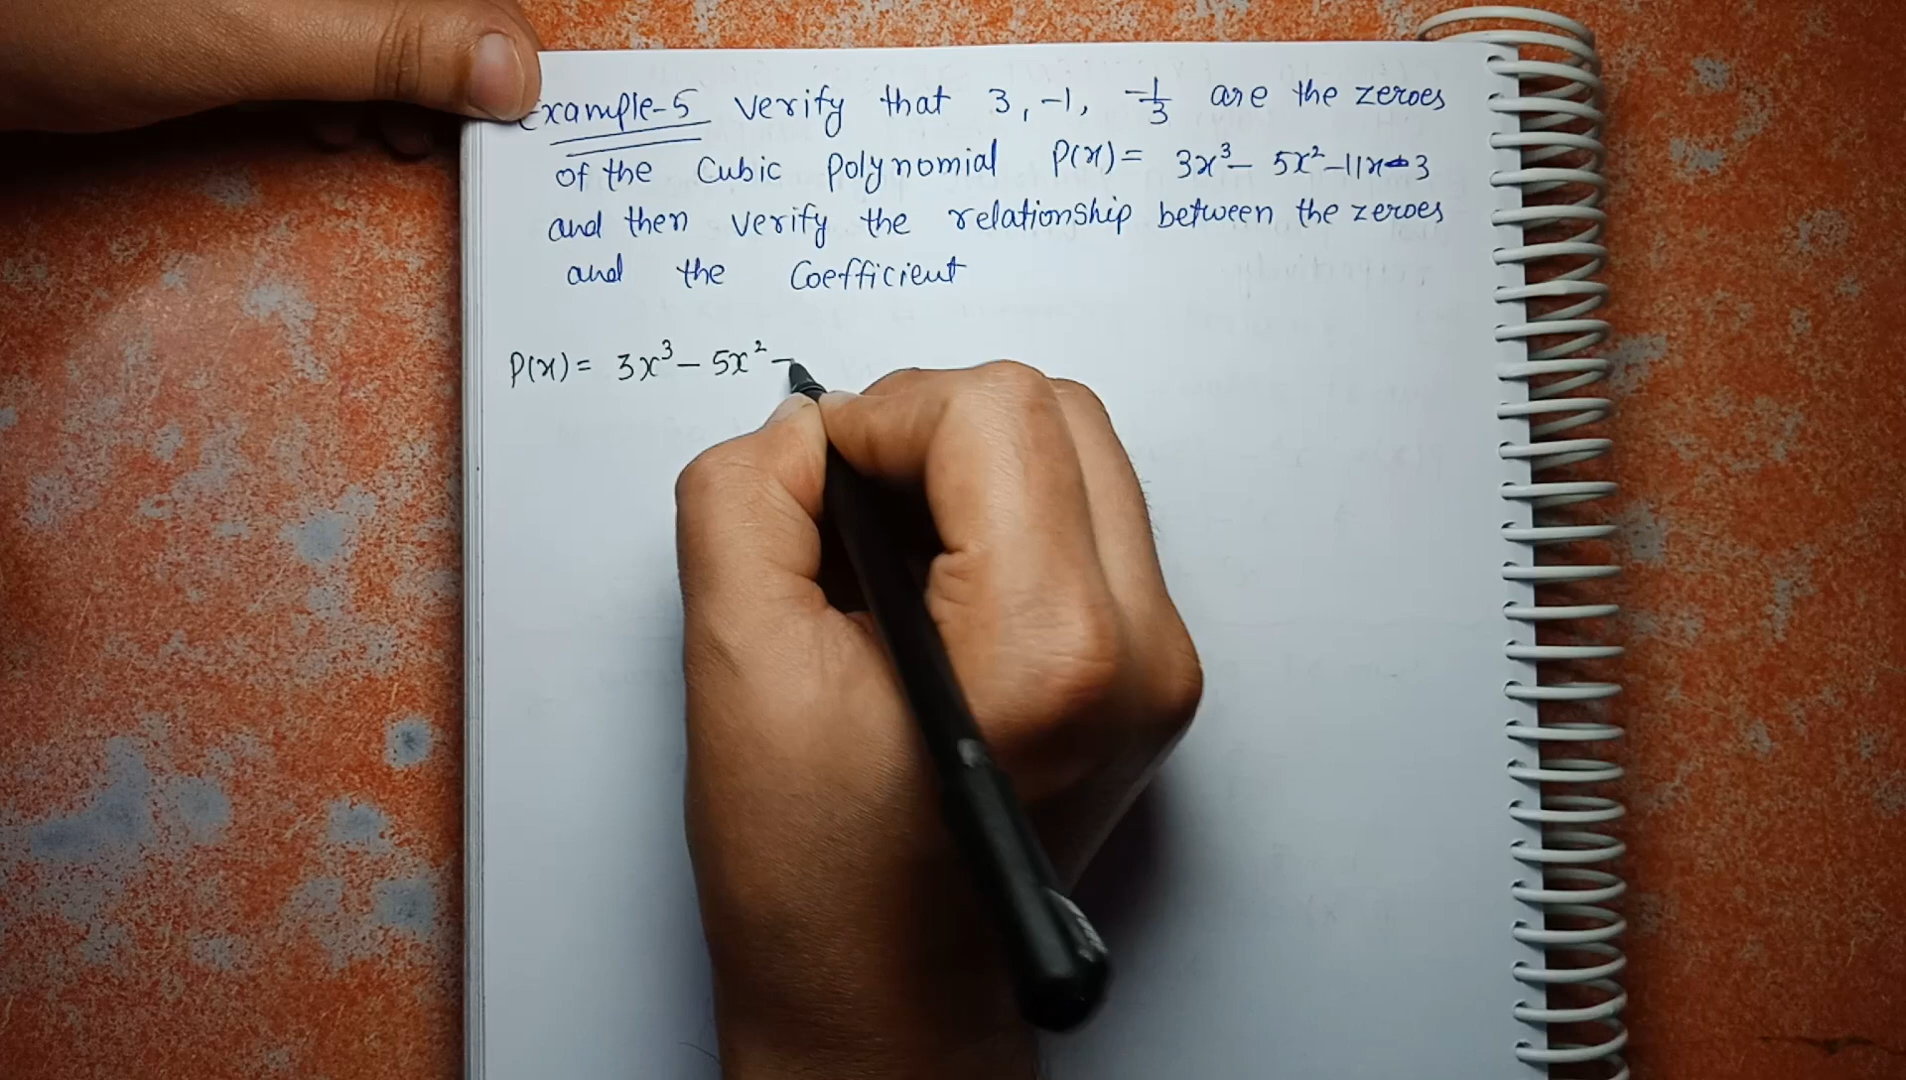 Example-5 verify that 3, -1, -1/3 are the zeroes
of the Cubic Polynomial P(x) = 3x³ - 5x² - 11x - 3
and then verify the relationship between the zeroes
and the Coefficient
P(x) = 3x³ - 5x² -